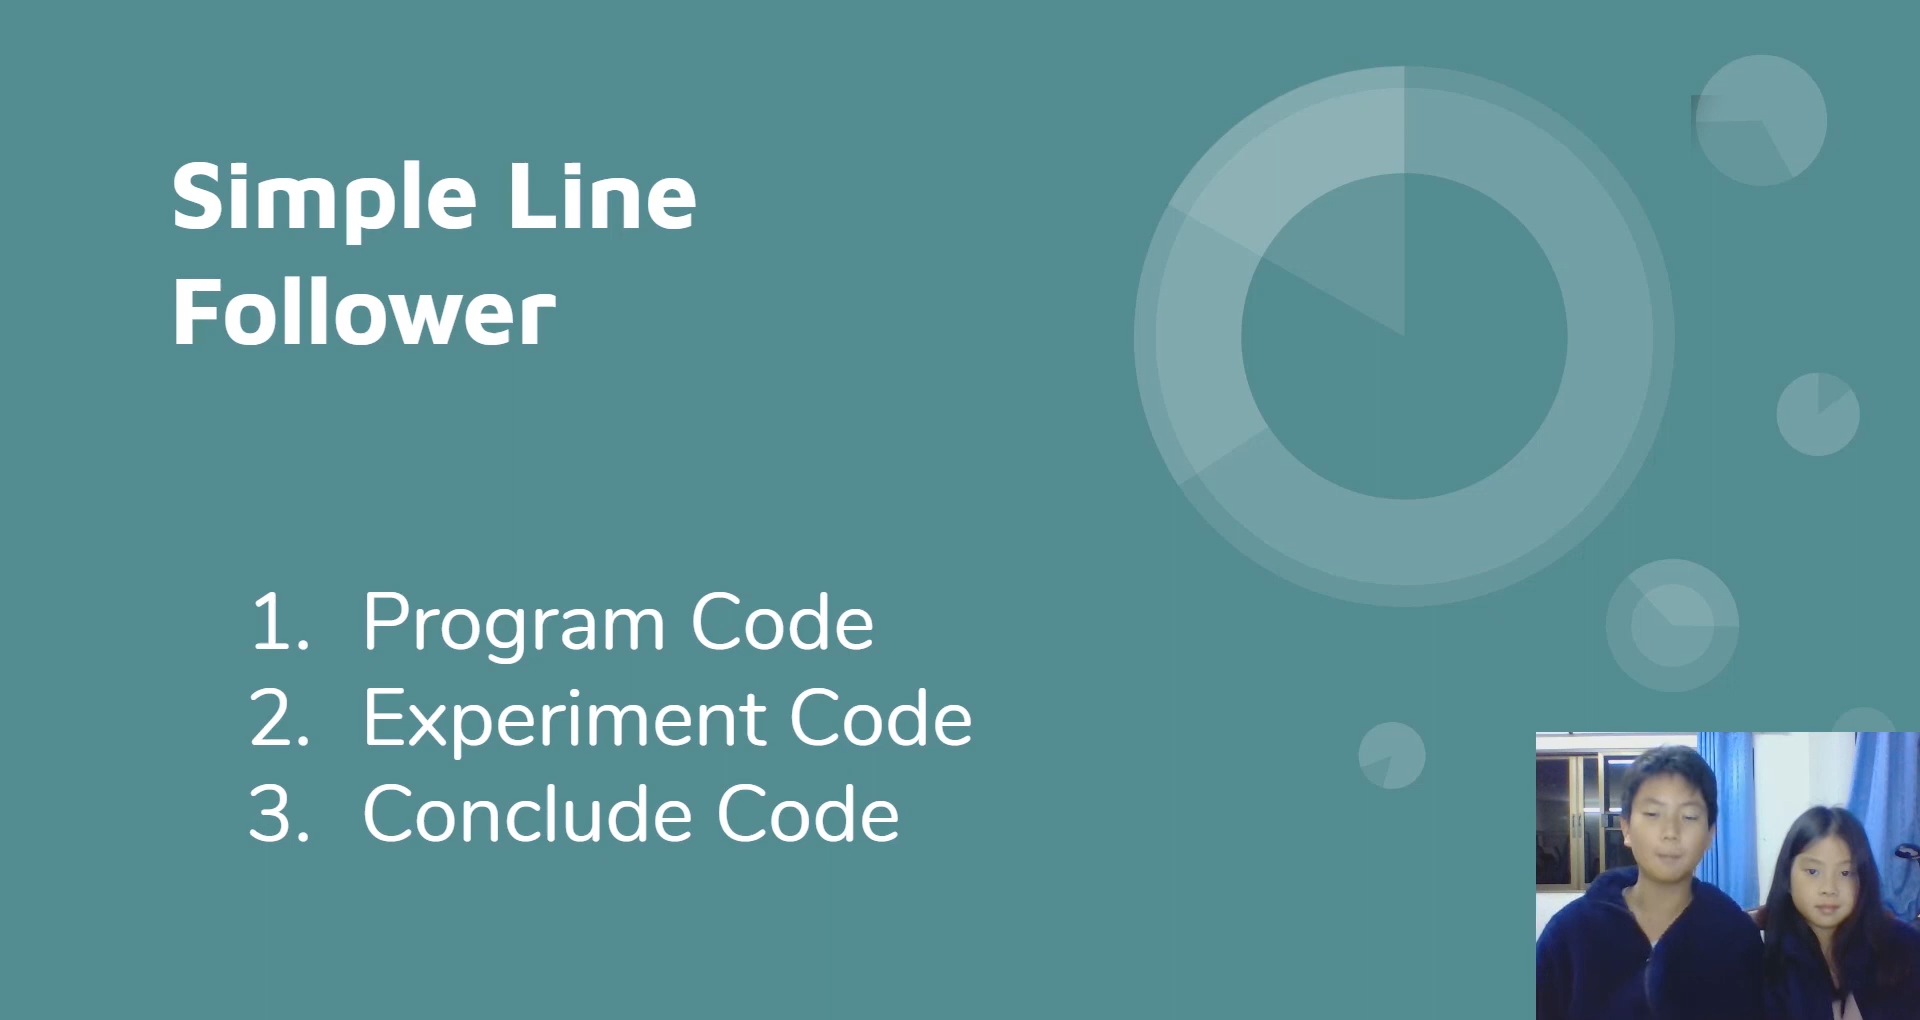 Simple Line
Follower
1. Program Code
2. Experiment Code
3. Conclude Code